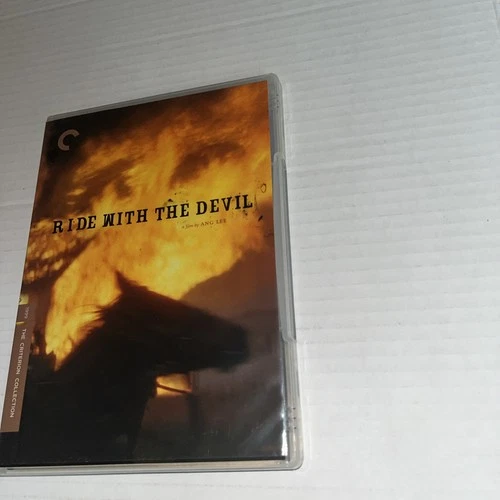 RIDE WITH THE DEVIL
a film by ANG LEE
THE CRITERION COLLECTION